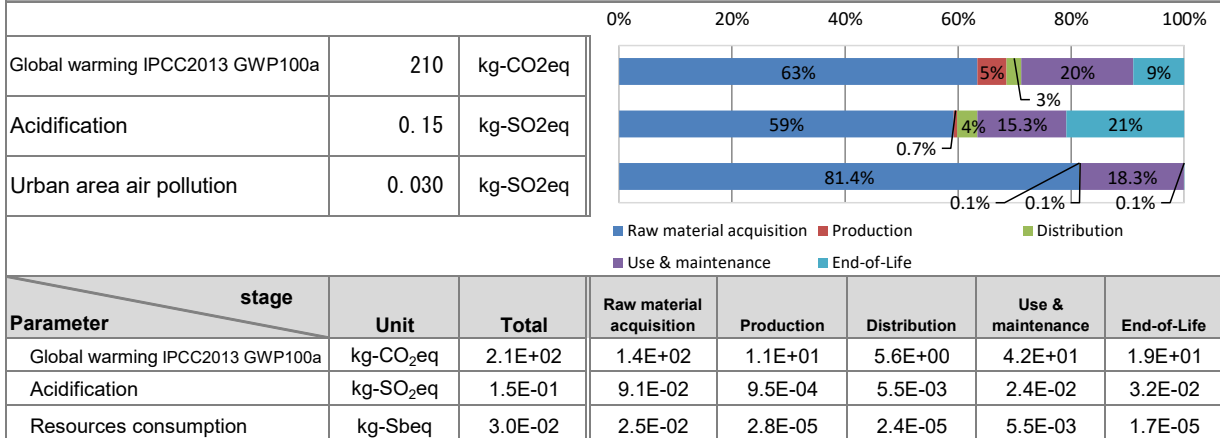 0% 20% 40% 60% 80% 100%
Global warming IPCC2013 GWP100a 210 kg-CO2eq
63% 5% 20% 9%
3%
Acidification 0.15 kg-SO2eq
59% 4% 15.3% 21%
0.7%
Urban area air pollution 0.030 kg-SO2eq
81.4% 18.3%
0.1% 0.1% 0.1%
Raw material acquisition Production Distribution
Use & maintenance End-of-Life
stage
Parameter Unit Total Raw material acquisition Production Distribution Use & maintenance End-of-Life
Global warming IPCC2013 GWP100a kg-CO2eq 2.1E+02 1.4E+02 1.1E+01 5.6E+00 4.2E+01 1.9E+01
Acidification kg-SO2eq 1.5E-01 9.1E-02 9.5E-04 5.5E-03 2.4E-02 3.2E-02
Resources consumption kg-Sbeq 3.0E-02 2.5E-02 2.8E-05 2.4E-05 5.5E-03 1.7E-05